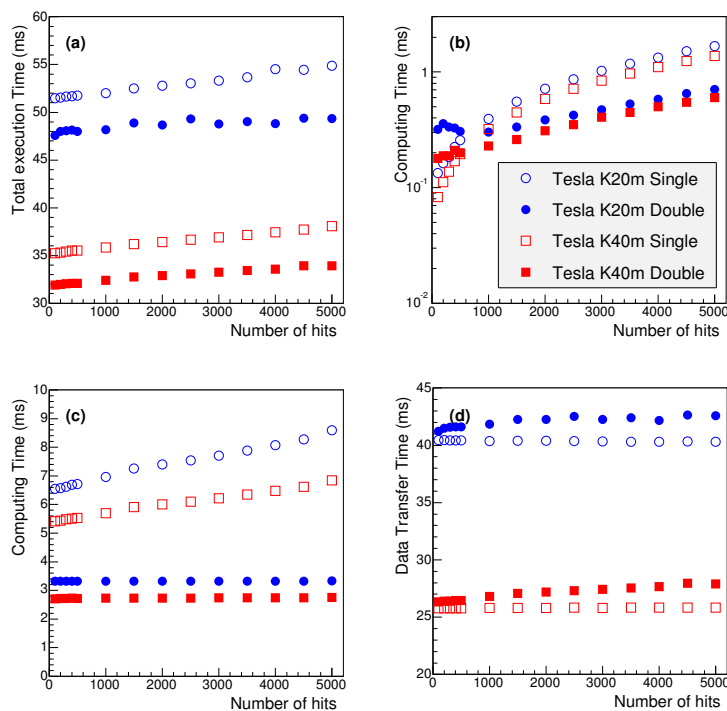 (a)
Total execution Time (ms)
60
55
50
45
40
35
30
0 1000 2000 3000 4000 5000
Number of hits
(b)
Computing Time (ms)
1
10⁻¹
10⁻²
Tesla K20m Single
Tesla K20m Double
Tesla K40m Single
Tesla K40m Double
0 1000 2000 3000 4000 5000
Number of hits
(c)
Computing Time (ms)
10
9
8
7
6
5
4
3
2
1
0
0 1000 2000 3000 4000 5000
Number of hits
(d)
Data Transfer Time (ms)
45
40
35
30
25
20
0 1000 2000 3000 4000 5000
Number of hits